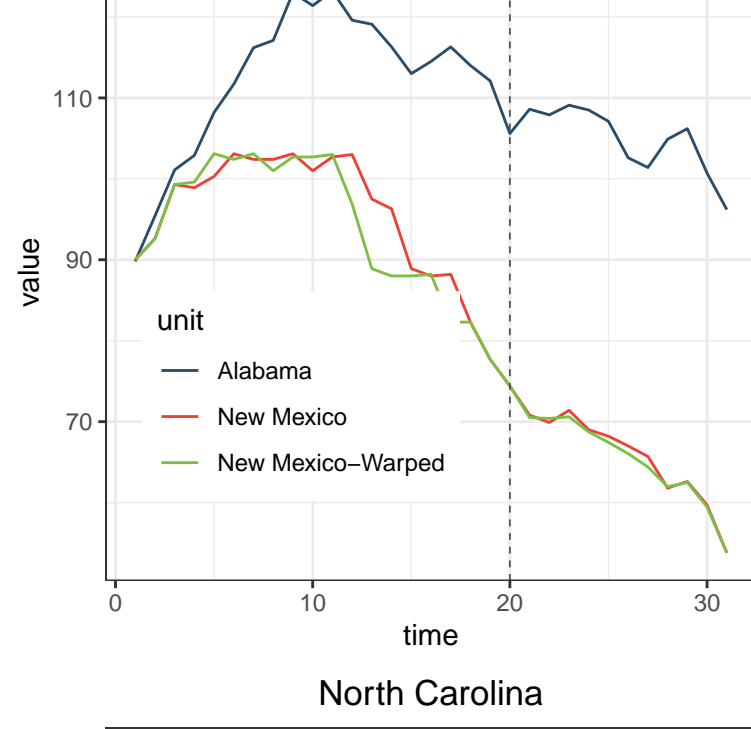 110
90
70
value
unit
Alabama
New Mexico
New Mexico−Warped
0 10 20 30
time
North Carolina